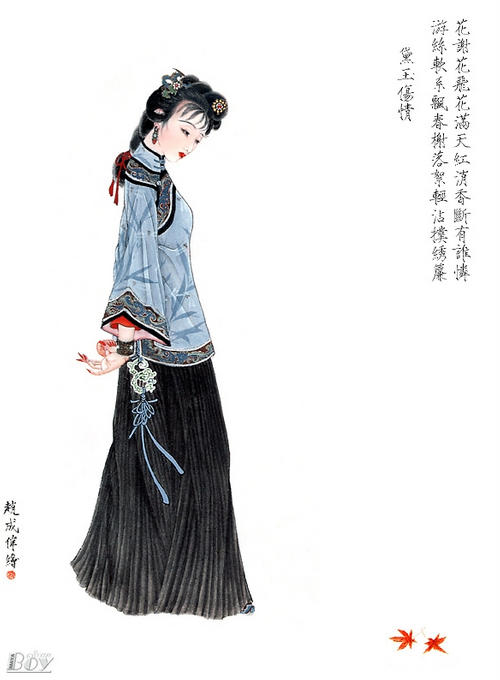 花謝花飛花滿天紅消香斷有誰憐
游絲軟系飄春榭落絮輕沾撲綉簾
黛玉傷情
趙成偉繪